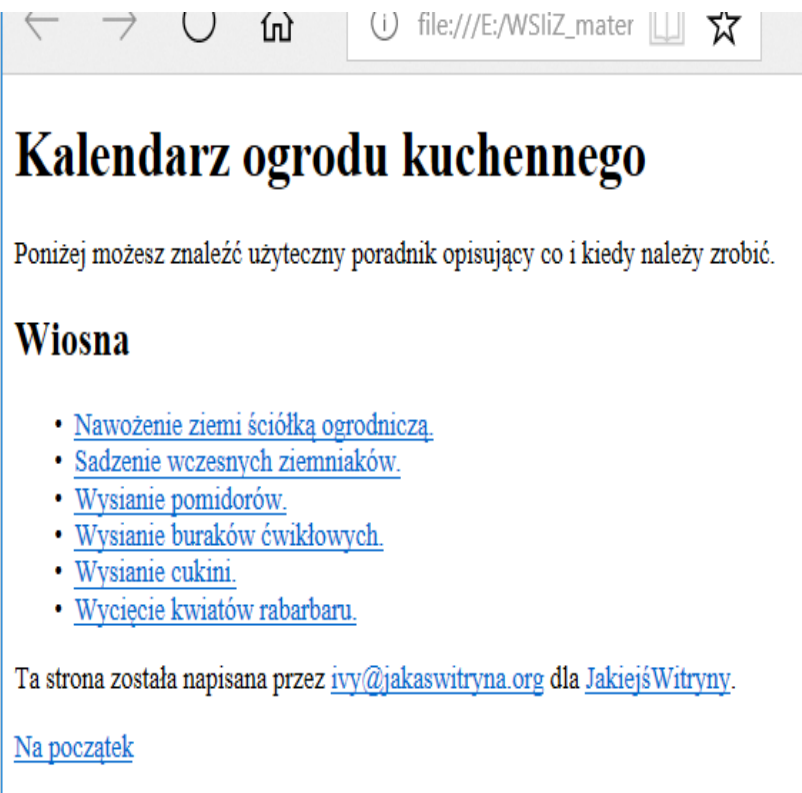 file:///E:/WSIiZ_mater
Kalendarz ogrodu kuchennego
Poniżej możesz znaleźć użyteczny poradnik opisujący co i kiedy należy zrobić.
Wiosna
• Nawożenie ziemi ściółką ogrodniczą.
• Sadzenie wczesnych ziemniaków.
• Wysianie pomidorów.
• Wysianie buraków ćwikłowych.
• Wysianie cukini.
• Wycięcie kwiatów rabarbaru.
Ta strona została napisana przez ivy@jakaswitryna.org dla JakiejśWitryny.
Na początek